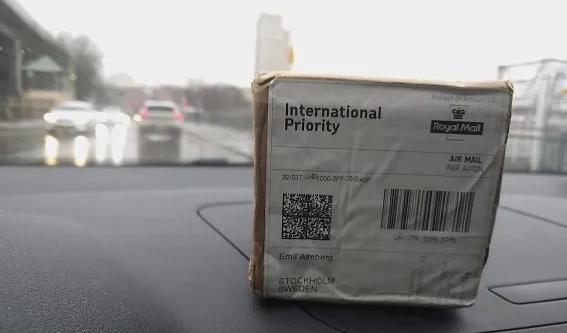 International
Priority
Royal Mail
AIR MAIL
PAR AVION
Emil Almberg
STOCKHOLM
SWEDEN